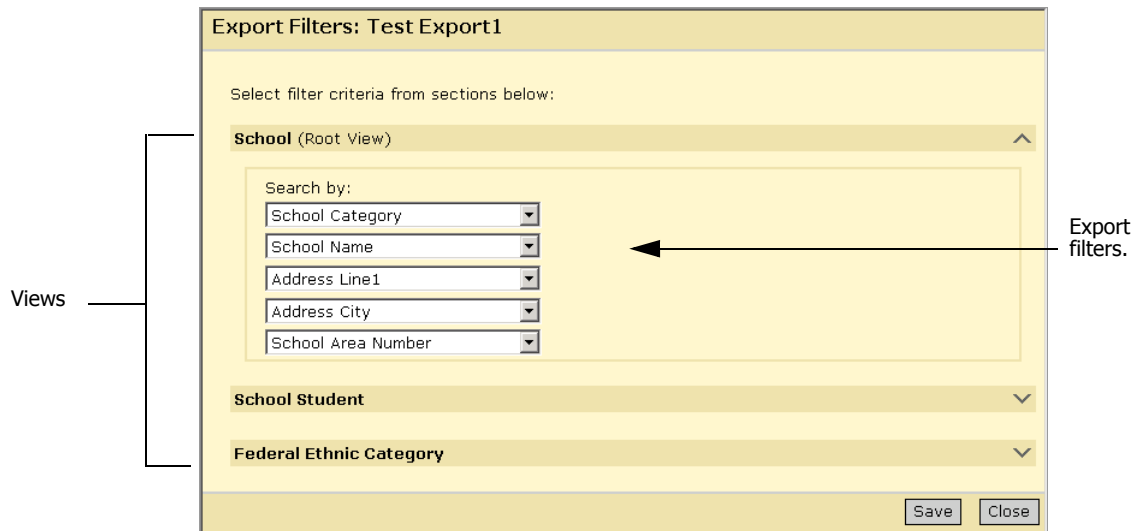 Export Filters: Test Export1
Select filter criteria from sections below:
School (Root View)
Search by:
School Category
School Name
Address Line1
Address City
School Area Number
School Student
Federal Ethnic Category
Save Close
Views
Export
filters.